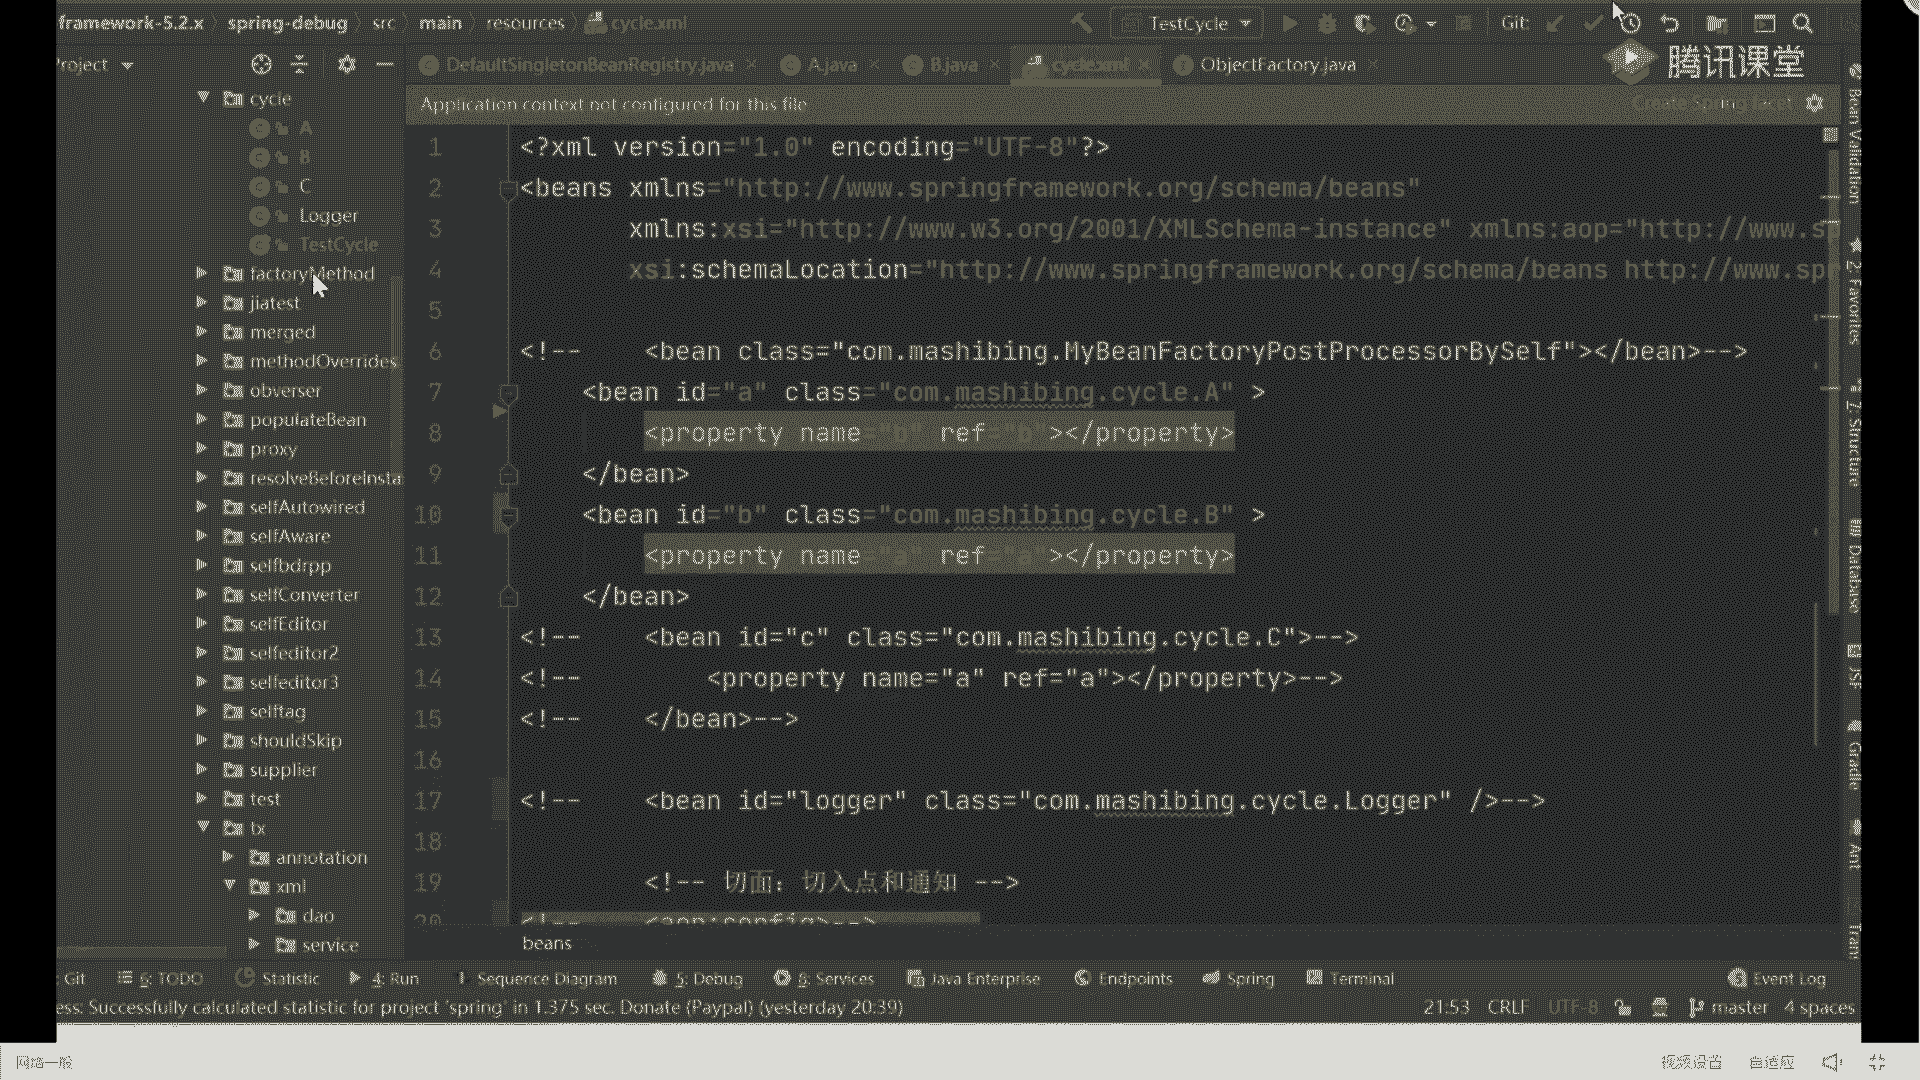 framework-5.2.x spring-debug src main resources cycle.xml
TestCycle Git:
腾讯课堂
Project
DefaultSingletonBeanRegistry.java A.java B.java cycle.xml ObjectFactory.java
Application context not configured for this file
Create Spring facet
cycle
A
B
C
Logger
TestCycle
factoryMethod
jiatest
merged
methodOverrides
obverser
populateBean
proxy
resolveBeforeInsta
selfAutowired
selfAware
selfbdrpp
selfConverter
selfEditor
selfeditor2
selfeditor3
selftag
shouldSkip
supplier
test
tx
annotation
xml
dao
service
1 <?xml version="1.0" encoding="UTF-8"?>
2 <beans xmlns="http://www.springframework.org/schema/beans"
3 xmlns:xsi="http://www.w3.org/2001/XMLSchema-instance" xmlns:aop="http://www.s
4 xsi:schemaLocation="http://www.springframework.org/schema/beans http://www.spr
5
6 <!-- <bean class="com.mashibing.MyBeanFactoryPostProcessorBySelf"></bean>-->
7 <bean id="a" class="com.mashibing.cycle.A" >
8 <property name="b" ref="b"></property>
9 </bean>
10 <bean id="b" class="com.mashibing.cycle.B" >
11 <property name="a" ref="a"></property>
12 </bean>
13 <!-- <bean id="c" class="com.mashibing.cycle.C">-->
14 <!-- <property name="a" ref="a"></property>-->
15 <!-- </bean>-->
16
17 <!-- <bean id="logger" class="com.mashibing.cycle.Logger" />-->
18
19 <!-- 切面：切入点和通知 -->
20 <!-- <aop:config>-->
beans
Bean Validation
2: Favorites
7: Structure
Database
JSF
Gradle
Ant
Git 6: TODO Statistic 4: Run Sequence Diagram 5: Debug 8: Services Java Enterprise Endpoints Spring Terminal Event Log
ess: Successfully calculated statistic for project 'spring' in 1.375 sec. Donate (Paypal) (yesterday 20:39) 21:53 CRLF UTF-8 master 4 spaces
网络一般 视频设置 自适应